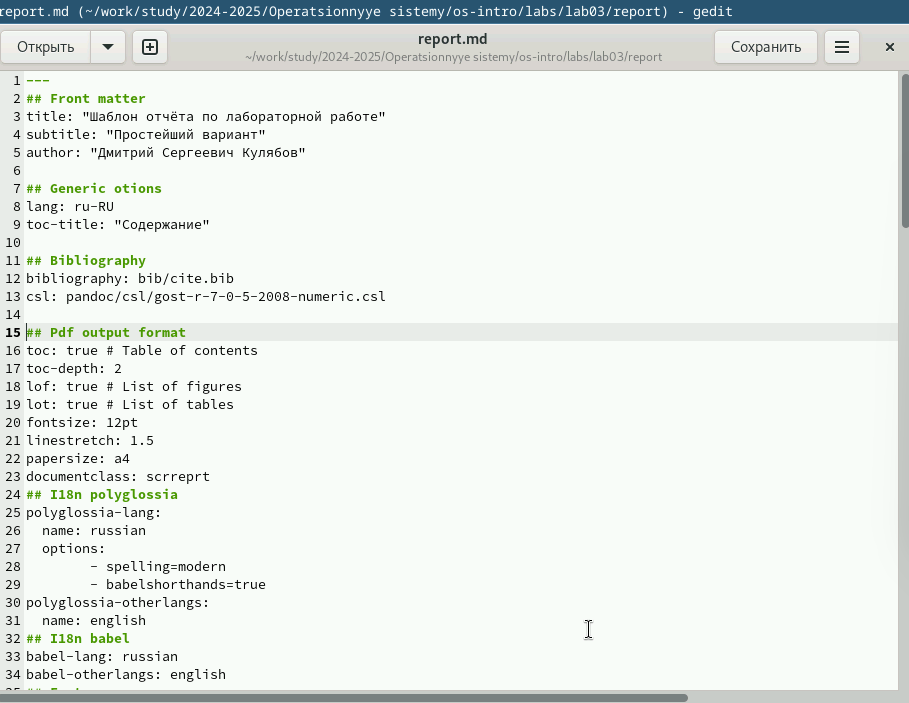 report.md (~/work/study/2024-2025/Operatsionnyye sistemy/os-intro/labs/lab03/report) - gedit
Открыть
report.md
~/work/study/2024-2025/Operatsionnyye sistemy/os-intro/labs/lab03/report
Сохранить
1 ---
2 ## Front matter
3 title: "Шаблон отчёта по лабораторной работе"
4 subtitle: "Простейший вариант"
5 author: "Дмитрий Сергеевич Кулябов"
6
7 ## Generic otions
8 lang: ru-RU
9 toc-title: "Содержание"
10
11 ## Bibliography
12 bibliography: bib/cite.bib
13 csl: pandoc/csl/gost-r-7-0-5-2008-numeric.csl
14
15 ## Pdf output format
16 toc: true # Table of contents
17 toc-depth: 2
18 lof: true # List of figures
19 lot: true # List of tables
20 fontsize: 12pt
21 linestretch: 1.5
22 papersize: a4
23 documentclass: scrreprt
24 ## I18n polyglossia
25 polyglossia-lang:
26   name: russian
27   options:
28         - spelling=modern
29         - babelshorthands=true
30 polyglossia-otherlangs:
31   name: english
32 ## I18n babel
33 babel-lang: russian
34 babel-otherlangs: english